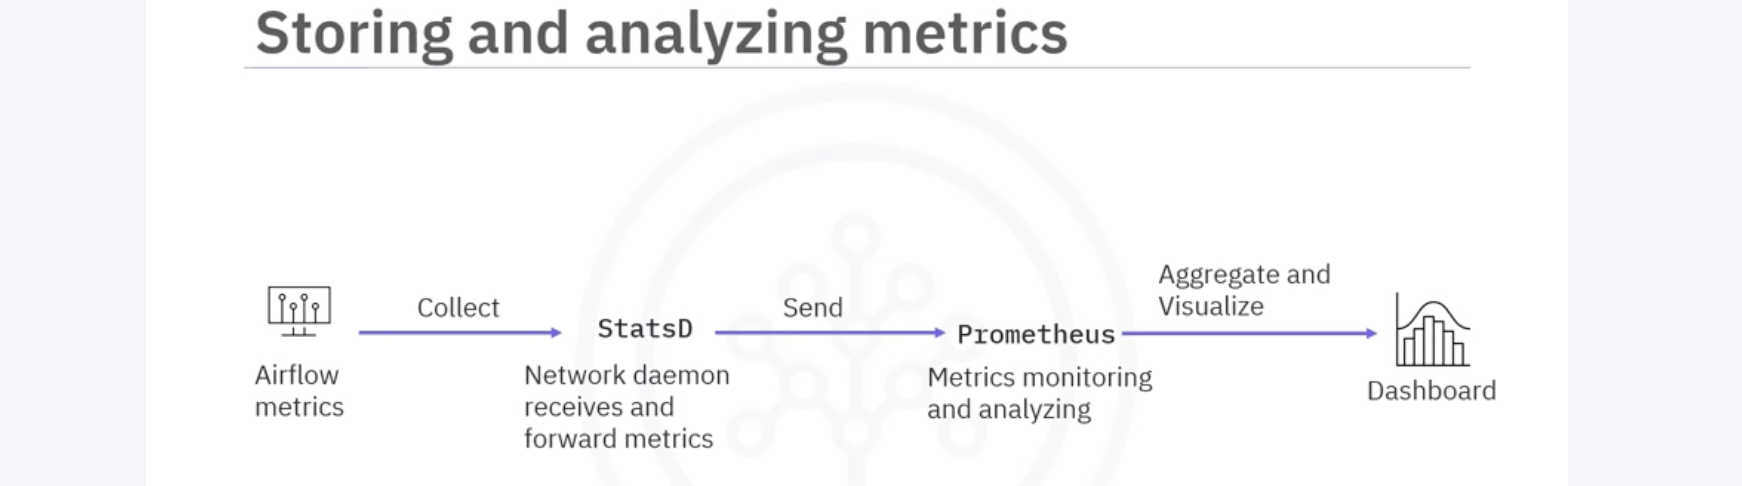 Storing and analyzing metrics
Collect
Send
Aggregate and
Visualize
StatsD
Prometheus
Airflow
metrics
Network daemon
receives and
forward metrics
Metrics monitoring
and analyzing
Dashboard